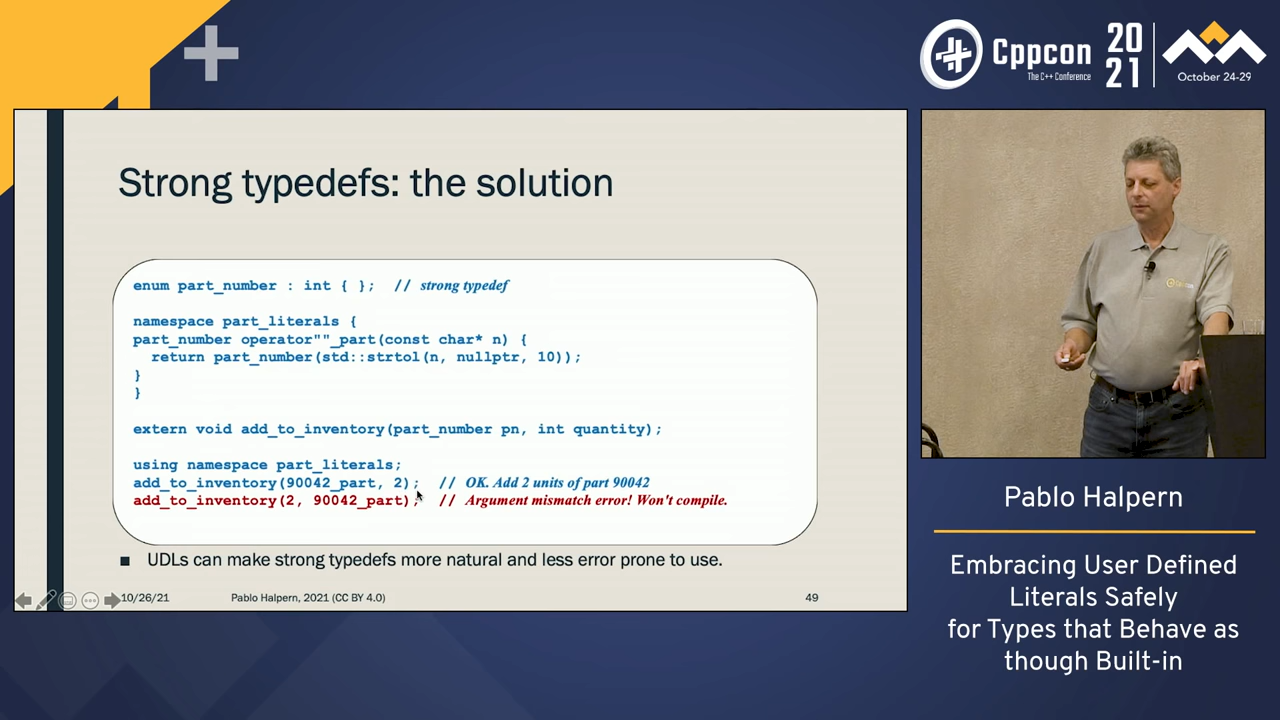 Cppcon
The C++ Conference
20
21
October 24-29
Strong typedefs: the solution
enum part_number : int { };  // strong typedef
namespace part_literals {
part_number operator""_part(const char* n) {
  return part_number(std::strtol(n, nullptr, 10));
}
}
extern void add_to_inventory(part_number pn, int quantity);
using namespace part_literals;
add_to_inventory(90042_part, 2);  // OK. Add 2 units of part 90042
add_to_inventory(2, 90042_part);  // Argument mismatch error! Won't compile.
■ UDLs can make strong typedefs more natural and less error prone to use.
10/26/21
Pablo Halpern, 2021 (CC BY 4.0)
49
Pablo Halpern
Embracing User Defined
Literals Safely
for Types that Behave as
though Built-in